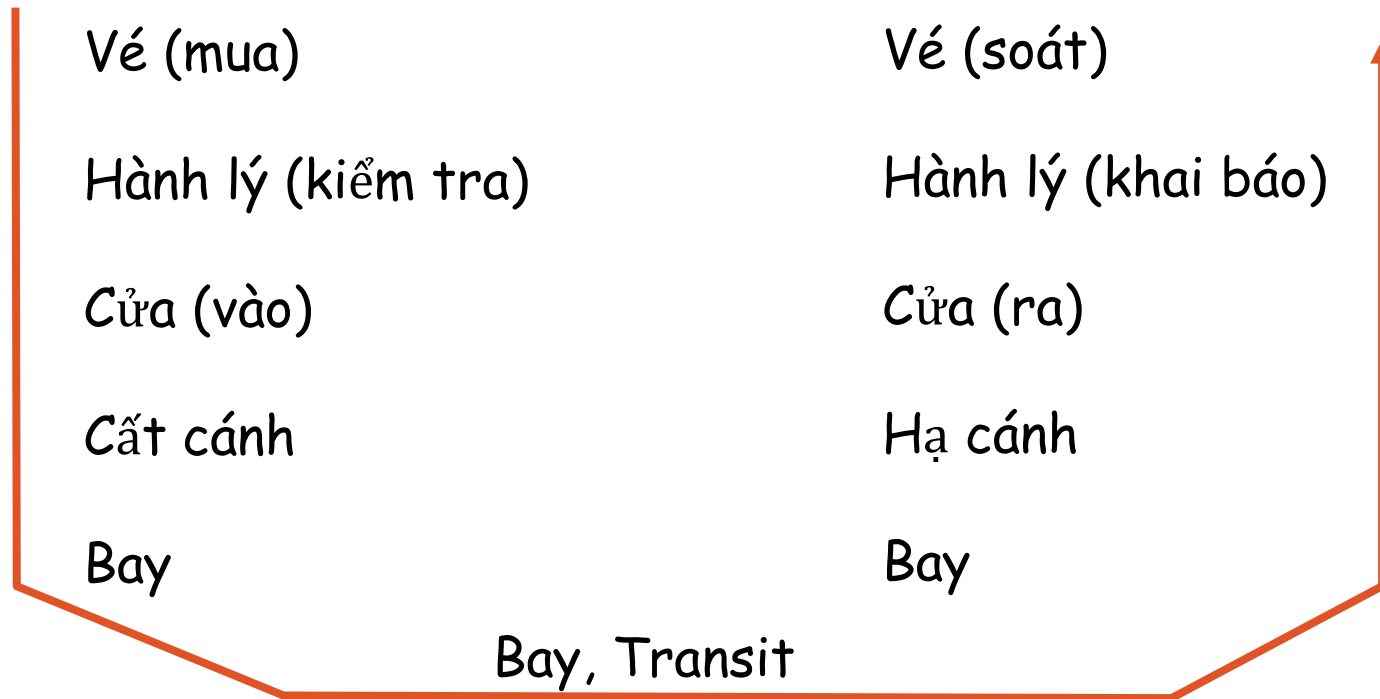 Vé (mua)
Vé (soát)
Hành lý (kiểm tra)
Hành lý (khai báo)
Cửa (vào)
Cửa (ra)
Cất cánh
Hạ cánh
Bay
Bay
Bay, Transit